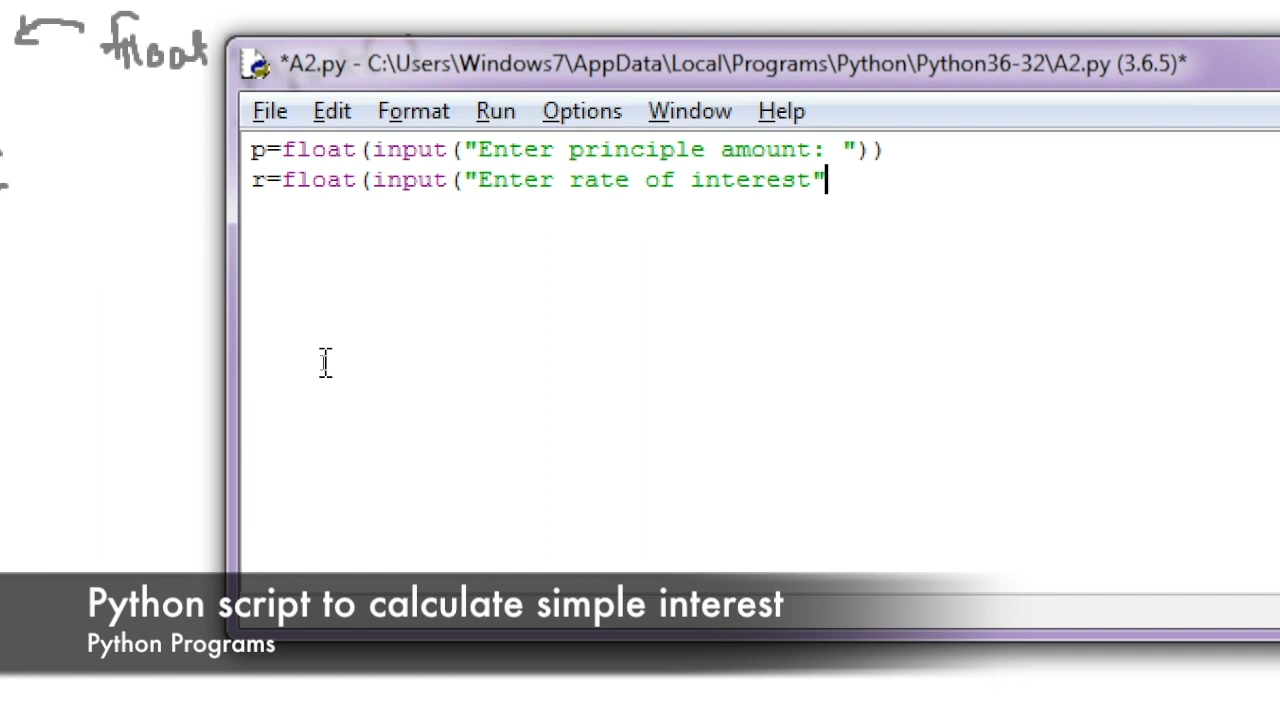 float
*A2.py - C:\Users\Windows7\AppData\Local\Programs\Python\Python36-32\A2.py (3.6.5)*
File Edit Format Run Options Window Help
p=float(input("Enter principle amount: "))
r=float(input("Enter rate of interest"
Python script to calculate simple interest
Python Programs